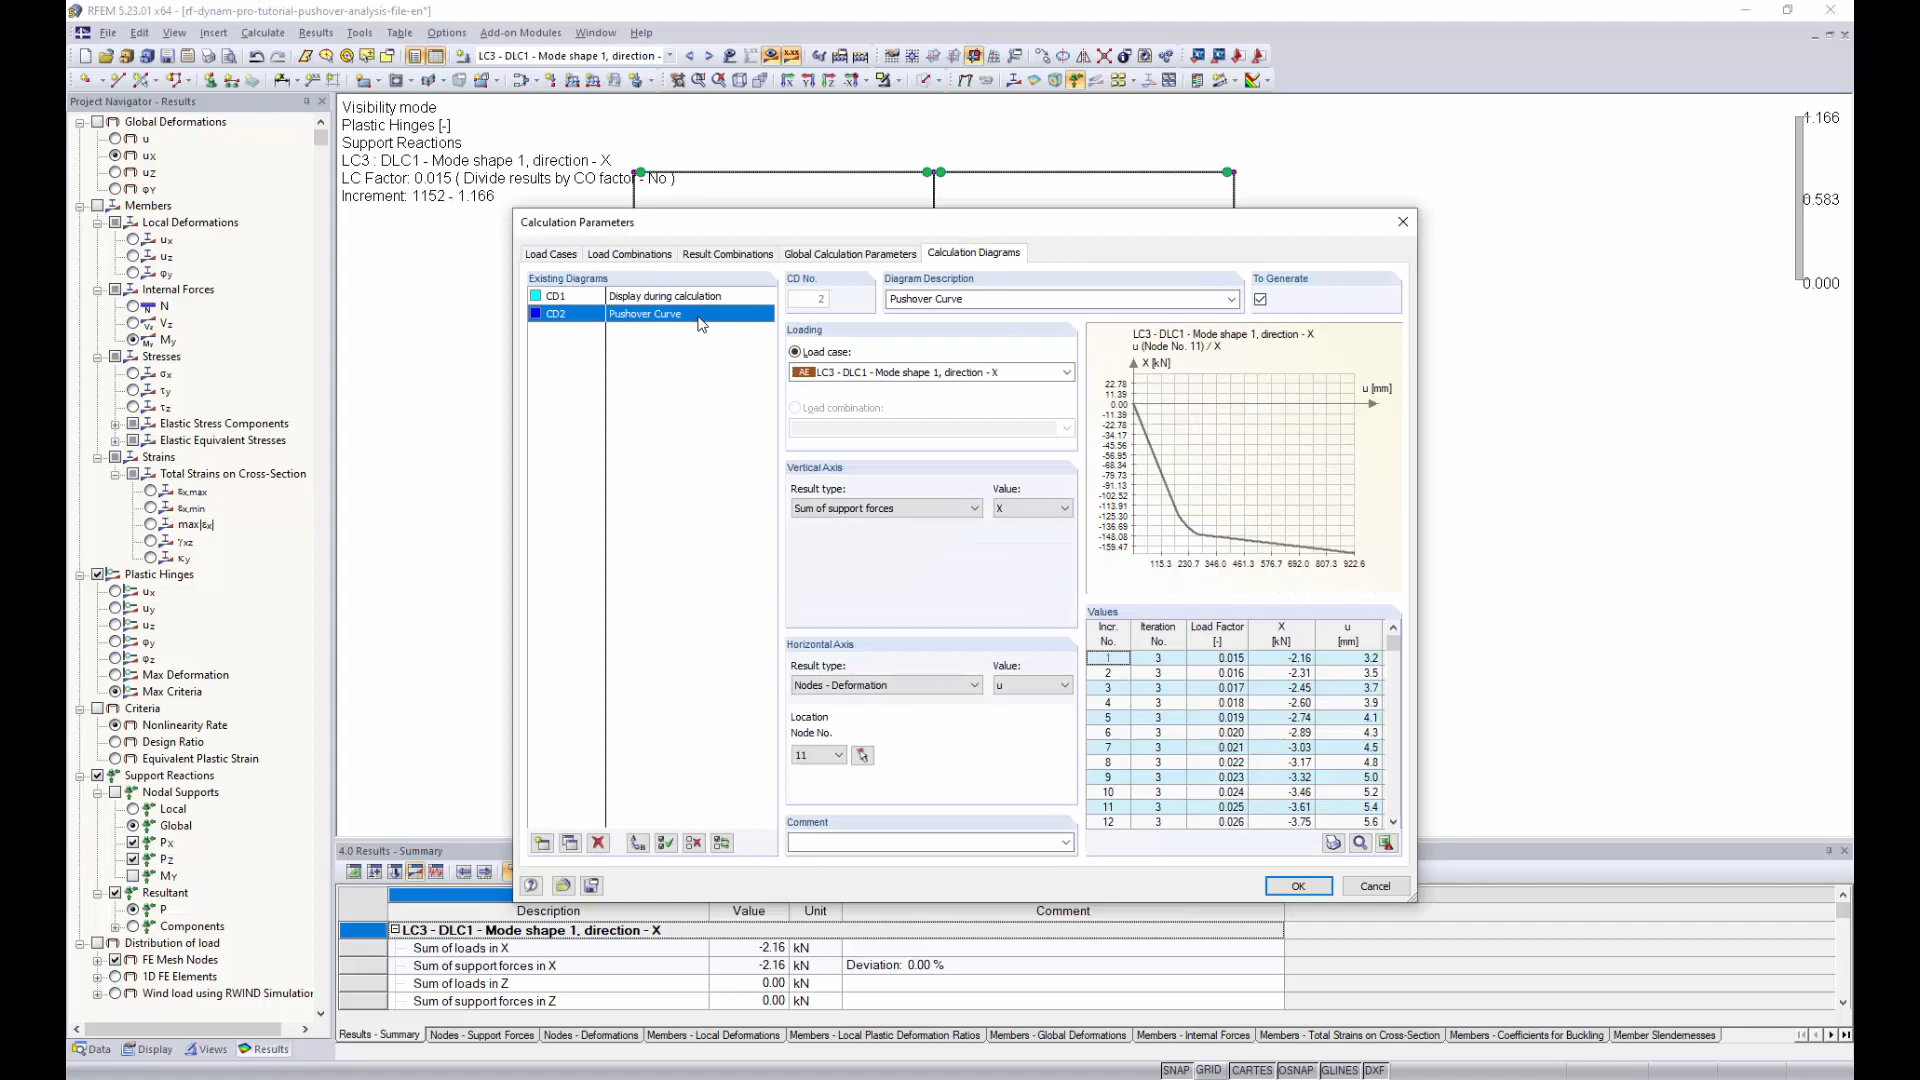 RFEM 5.23.01 x64 - [rf-dynam-pro-tutorial-pushover-analysis-file-en*]
File Edit View Insert Calculate Results Tools Table Options Add-on Modules Window Help
LC3 - DLC1 - Mode shape 1, direction -
Project Navigator - Results
Global Deformations
u
ux
uz
φY
Members
Local Deformations
ux
uz
φy
Internal Forces
N
Vz
My
Stresses
σx
τy
τz
Elastic Stress Components
Elastic Equivalent Stresses
Strains
Total Strains on Cross-Section
εx,max
εx,min
max|εx|
γxz
κy
Plastic Hinges
ux
uy
uz
φy
φz
Max Deformation
Max Criteria
Criteria
Nonlinearity Rate
Design Ratio
Equivalent Plastic Strain
Support Reactions
Nodal Supports
Local
Global
Px
Pz
My
Resultant
P
Components
Distribution of load
FE Mesh Nodes
1D FE Elements
Wind load using RWIND Simulation
Data Display Views Results
Visibility mode
Plastic Hinges [-]
Support Reactions
LC3 : DLC1 - Mode shape 1, direction - X
LC Factor: 0.015 ( Divide results by CO factor - No )
Increment: 1152 - 1.166
1.166
0.583
0.000
Calculation Parameters
Load Cases Load Combinations Result Combinations Global Calculation Parameters Calculation Diagrams
Existing Diagrams
CD1 Display during calculation
CD2 Pushover Curve
CD No.
2
Diagram Description
Pushover Curve
To Generate
Loading
Load case:
AE LC3 - DLC1 - Mode shape 1, direction - X
Load combination:
Vertical Axis
Result type: Value:
Sum of support forces X
Horizontal Axis
Result type: Value:
Nodes - Deformation u
Location
Node No.
11
Comment
LC3 - DLC1 - Mode shape 1, direction - X
u (Node No. 11) / X
X [kN]
u [mm]
22.78
11.39
0.00
-11.39
-22.78
-34.17
-45.56
-56.95
-68.34
-79.73
-91.13
-102.52
-113.91
-125.30
-136.69
-148.08
-159.47
115.3 230.7 346.0 461.3 576.7 692.0 807.3 922.6
Values
Incr. Iteration Load Factor X u
No. No. [-] [kN] [mm]
1 3 0.015 -2.16 3.2
2 3 0.016 -2.31 3.5
3 3 0.017 -2.45 3.7
4 3 0.018 -2.60 3.9
5 3 0.019 -2.74 4.1
6 3 0.020 -2.89 4.3
7 3 0.021 -3.03 4.5
8 3 0.022 -3.17 4.8
9 3 0.023 -3.32 5.0
10 3 0.024 -3.46 5.2
11 3 0.025 -3.61 5.4
12 3 0.026 -3.75 5.6
OK Cancel
4.0 Results - Summary
Description Value Unit Comment
LC3 - DLC1 - Mode shape 1, direction - X
Sum of loads in X -2.16 kN
Sum of support forces in X -2.16 kN Deviation: 0.00 %
Sum of loads in Z 0.00 kN
Sum of support forces in Z 0.00 kN
Results - Summary Nodes - Support Forces Nodes - Deformations Members - Local Deformations Members - Local Plastic Deformation Ratios Members - Global Deformations Members - Internal Forces Members - Total Strains on Cross-Section Members - Coefficients for Buckling Member Slendernesses
SNAP GRID CARTES OSNAP GLINES DXF